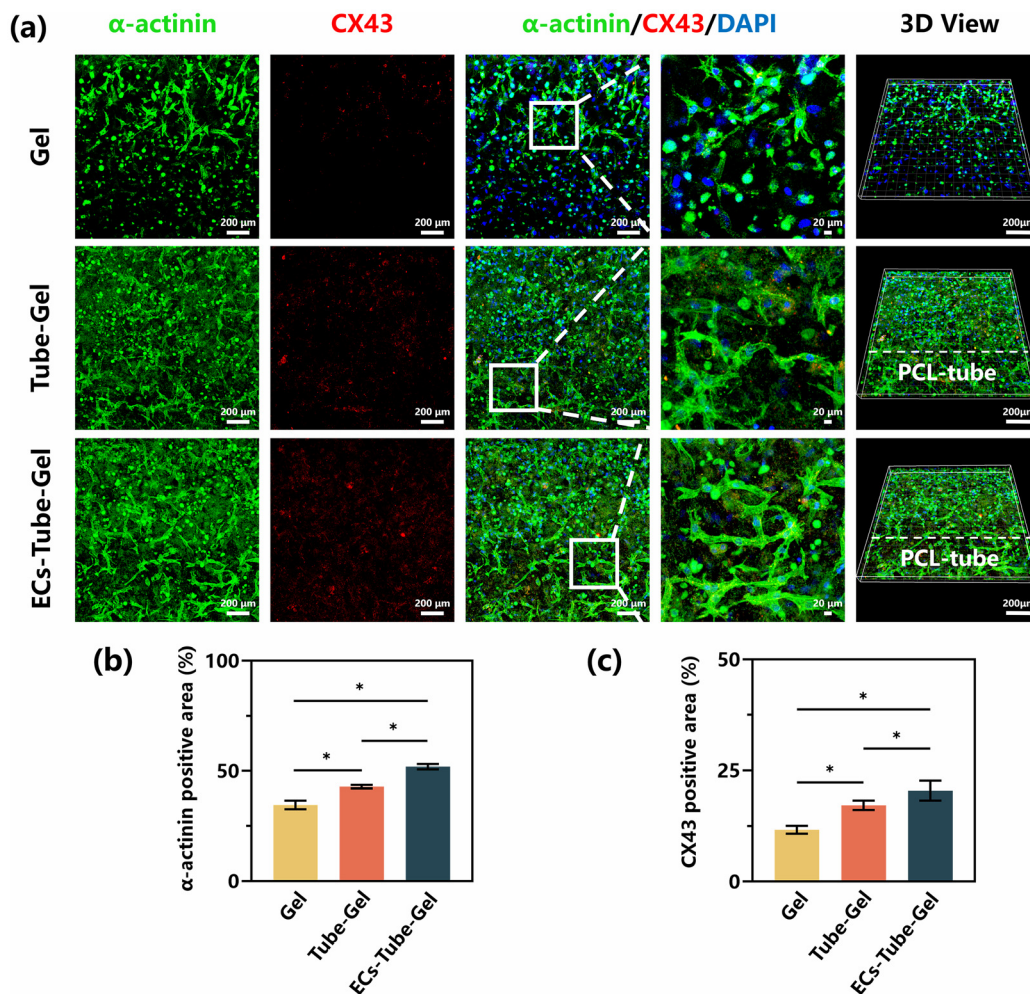 (a)
α-actinin CX43 α-actinin/CX43/DAPI 3D View
Gel
200 μm 200 μm 200 μm 20 μm 200μm
Tube-Gel
PCL-tube
200 μm 200 μm 200 μm 20 μm 200μm
ECs-Tube-Gel
PCL-tube
200 μm 200 μm 200 μm 20 μm 200μm
(b)
α-actinin positive area (%)
100
50
0
* * *
Gel Tube-Gel ECs-Tube-Gel
(c)
CX43 positive area (%)
50
25
0
* * *
Gel Tube-Gel ECs-Tube-Gel